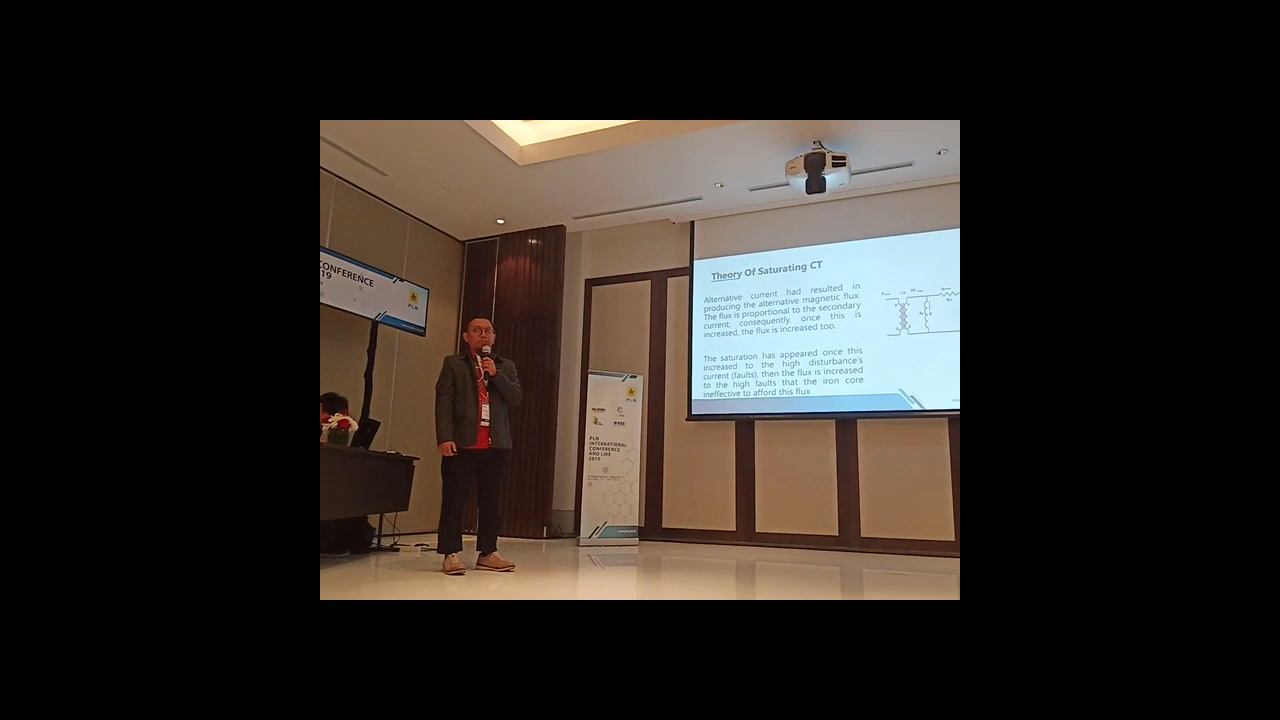 CONFERENCE
19
PLN
Theory Of Saturating CT
Alternative current had resulted in
producing the alternative magnetic flux.
The flux is proportional to the secondary
current, consequently, once this is
increased, the flux is increased too.
The saturation has appeared once this
increased to the high disturbance's
current (faults), then the flux is increased
to the high faults that the iron core
ineffective to afford this flux
PLN
IEEE
PLN
INTERNATIONAL
CONFERENCE
AND LIKE
2019